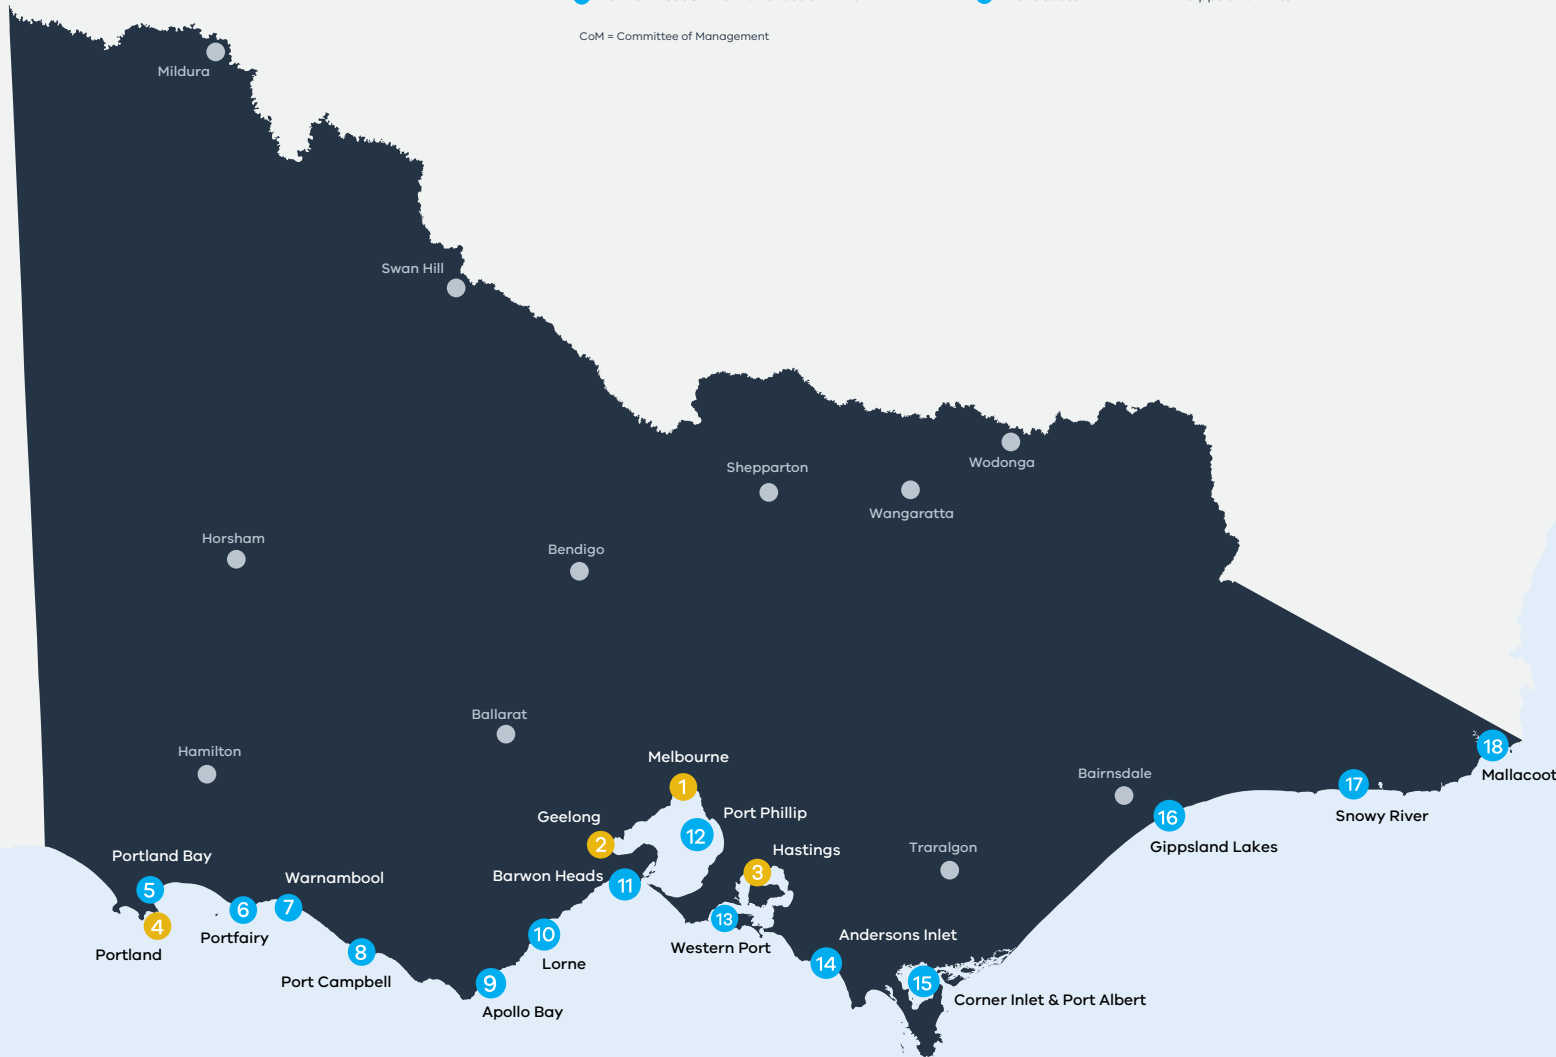 CoM = Committee of Management
Mildura
Swan Hill
Shepparton
Wodonga
Wangaratta
Horsham
Bendigo
Ballarat
Hamilton
Melbourne
1
Bairnsdale
18
Mallacoot
17
Snowy River
Geelong
2
12
Port Phillip
16
Gippsland Lakes
Portland Bay
5
Warnambool
7
Barwon Heads
11
Hastings
3
Traralgon
6
Portfairy
4
Portland
8
Port Campbell
10
Lorne
9
Apollo Bay
13
Western Port
Andersons Inlet
14
15
Corner Inlet & Port Albert